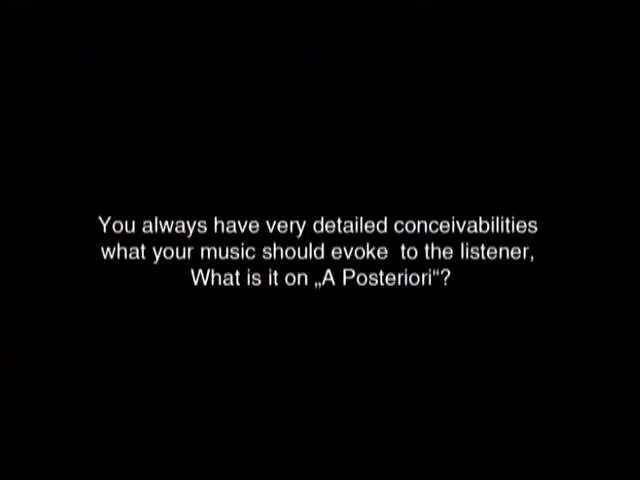 You always have very detailed conceivabilities
what your music should evoke  to the listener,
What is it on „A Posteriori“?